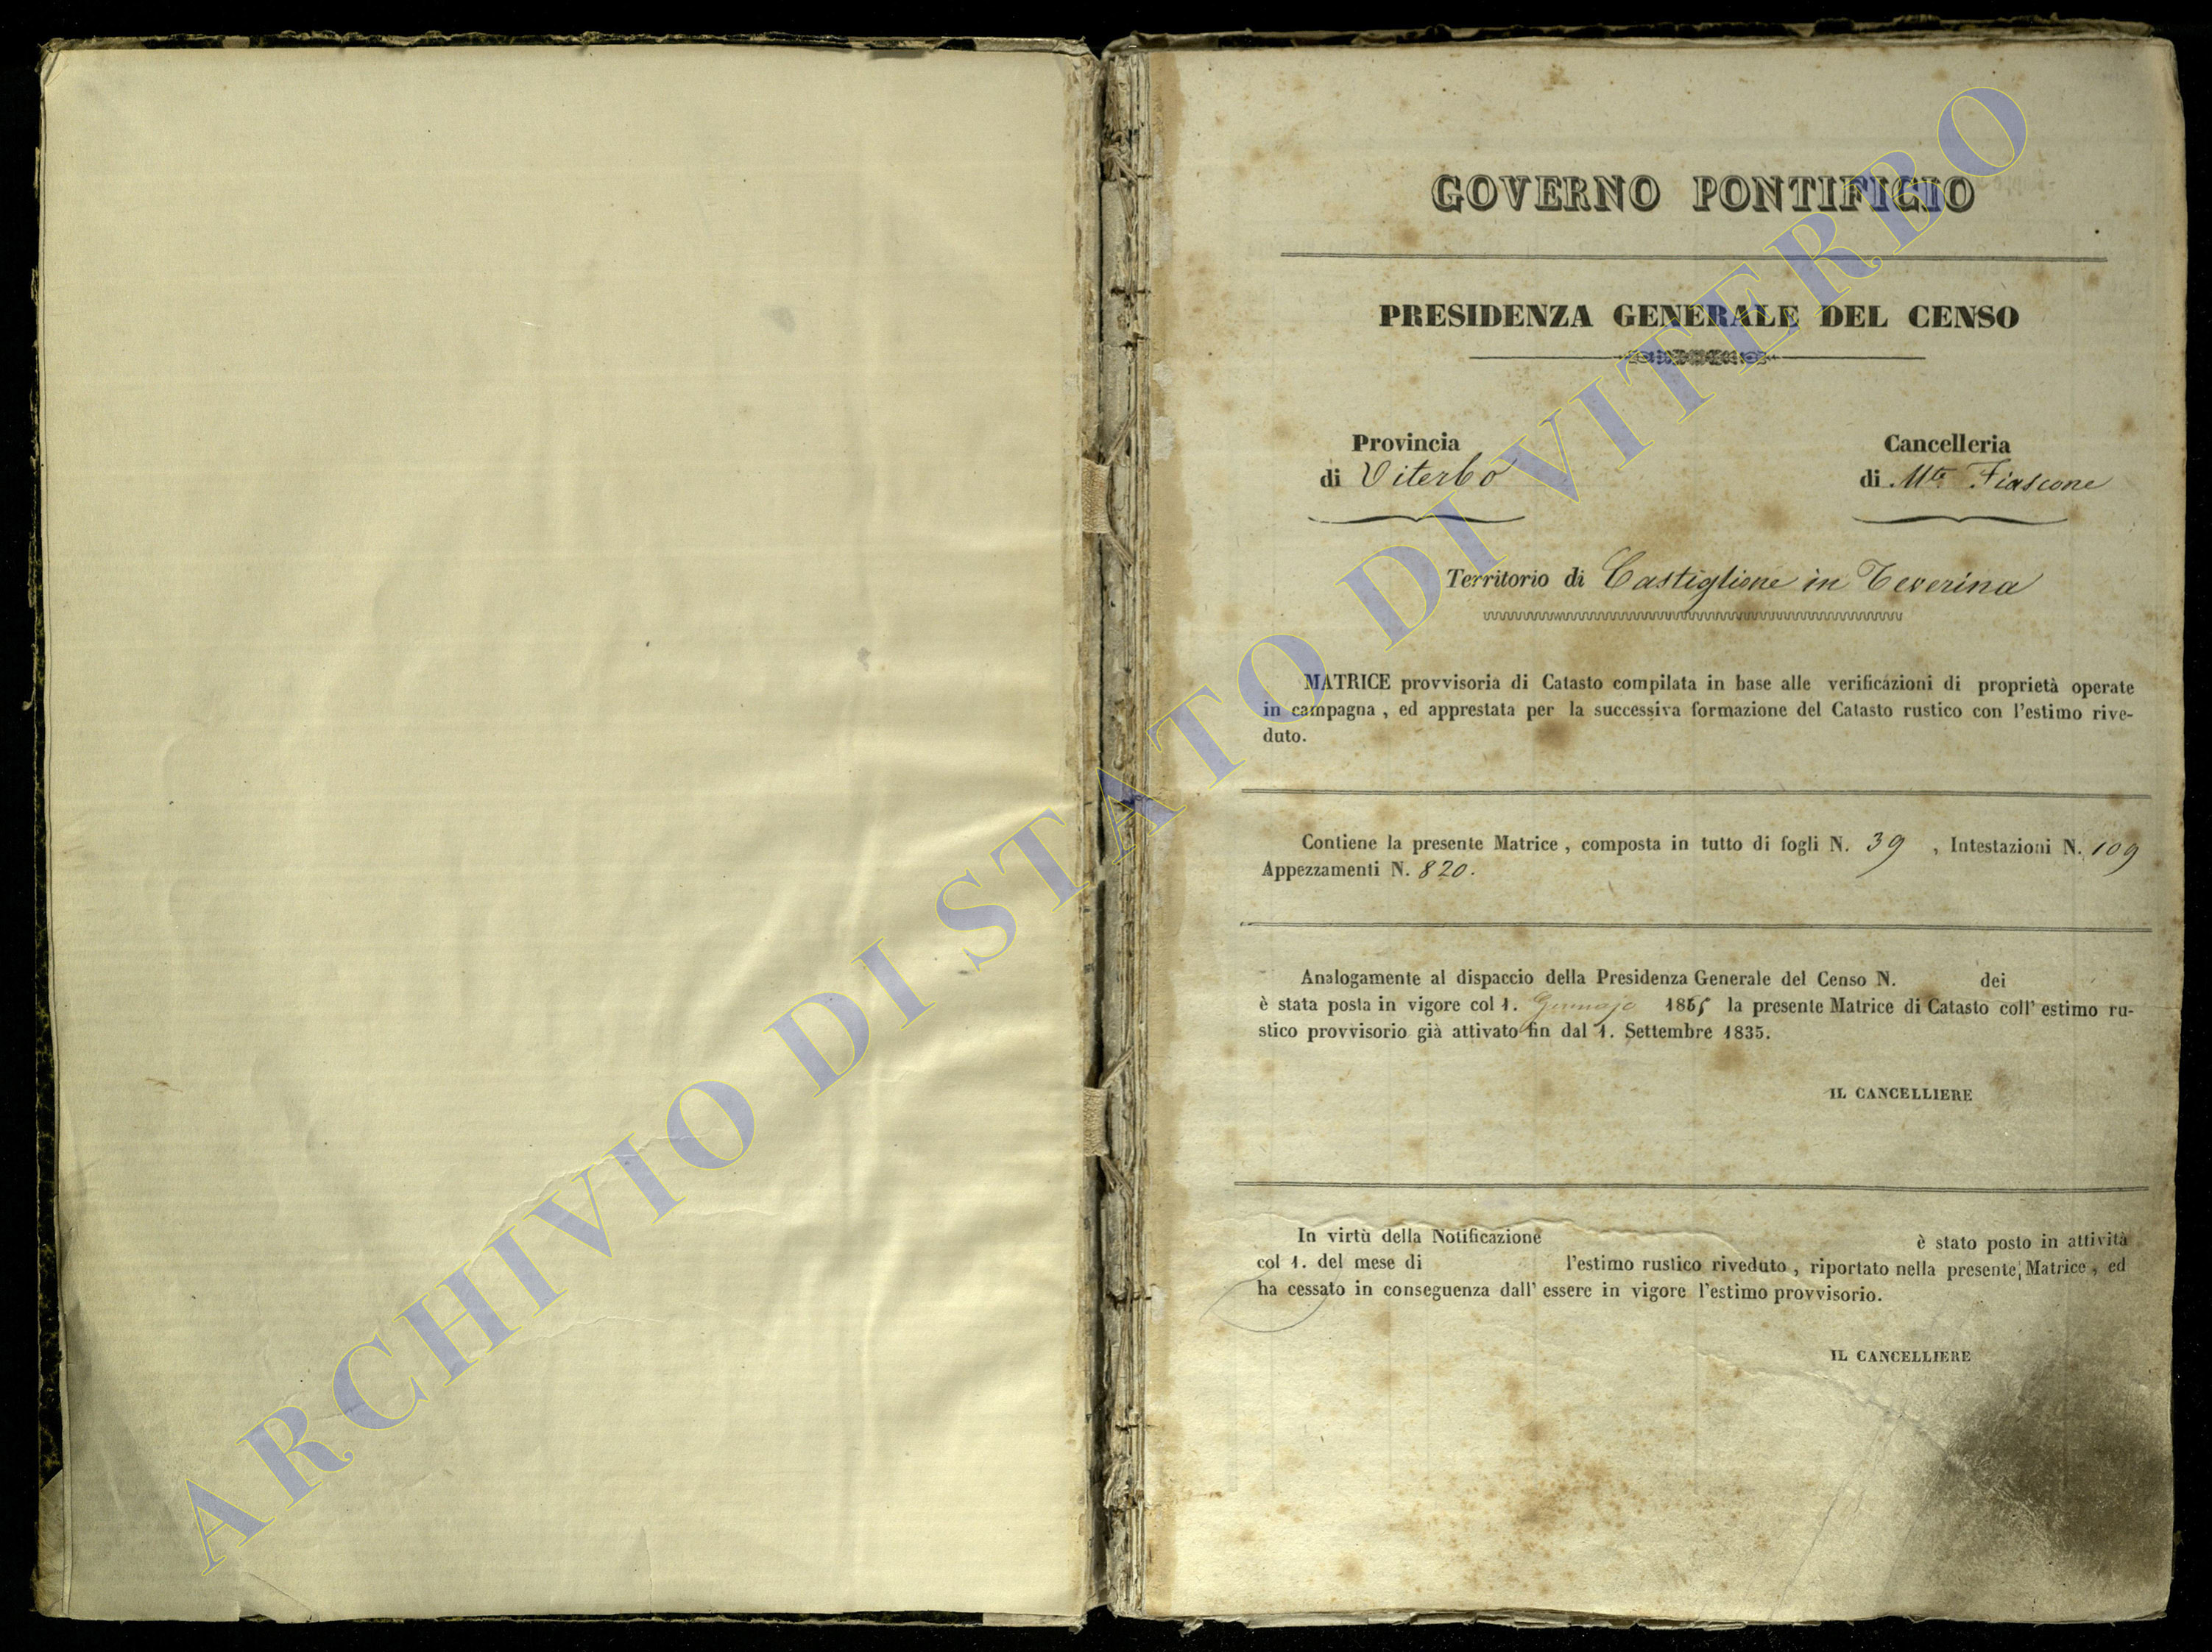 GOVERNO PONTIFICIO
PRESIDENZA GENERALE DEL CENSO
Provincia
di Viterbo
Cancelleria
di Mte Fiascone
Territorio di Castiglione in Teverina
MATRICE provvisoria di Catasto compilata in base alle verificazioni di proprietà operate
in campagna , ed apprestata per la successiva formazione del Catasto rustico con l'estimo rive-
duto.
Contiene la presente Matrice , composta in tutto di fogli N. 39 , Intestazioni N. 109
Appezzamenti N. 820.
Analogamente al dispaccio della Presidenza Generale del Censo N. dei
è stata posta in vigore col 1. Gennajo 1865 la presente Matrice di Catasto coll' estimo ru-
stico provvisorio già attivato fin dal 1. Settembre 1835.
IL CANCELLIERE
In virtù della Notificazione è stato posto in attività
col 1. del mese di l'estimo rustico riveduto , riportato nella presente Matrice , ed
ha cessato in conseguenza dall' essere in vigore l'estimo provvisorio.
IL CANCELLIERE
ARCHIVIO DI STATO DI VITERBO